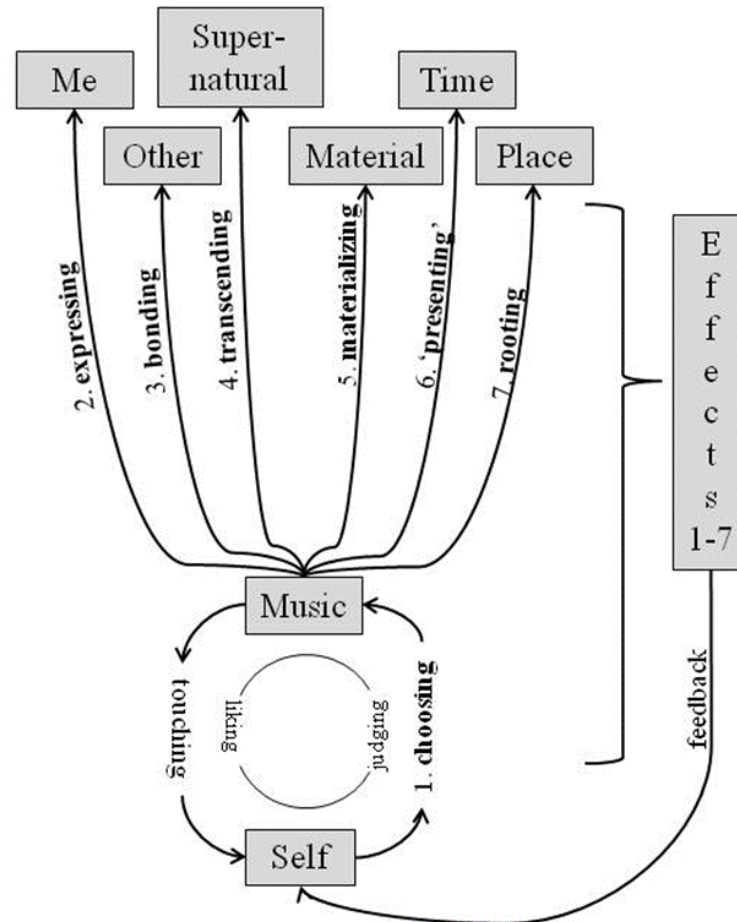 Super-
natural
Me
Time
Other
Material
Place
E
f
f
e
c
t
s
1-7
2. expressing
3. bonding
4. transcending
5. materializing
6. ‘presenting’
7. rooting
Music
touching
liking
judging
1. choosing
feedback
Self